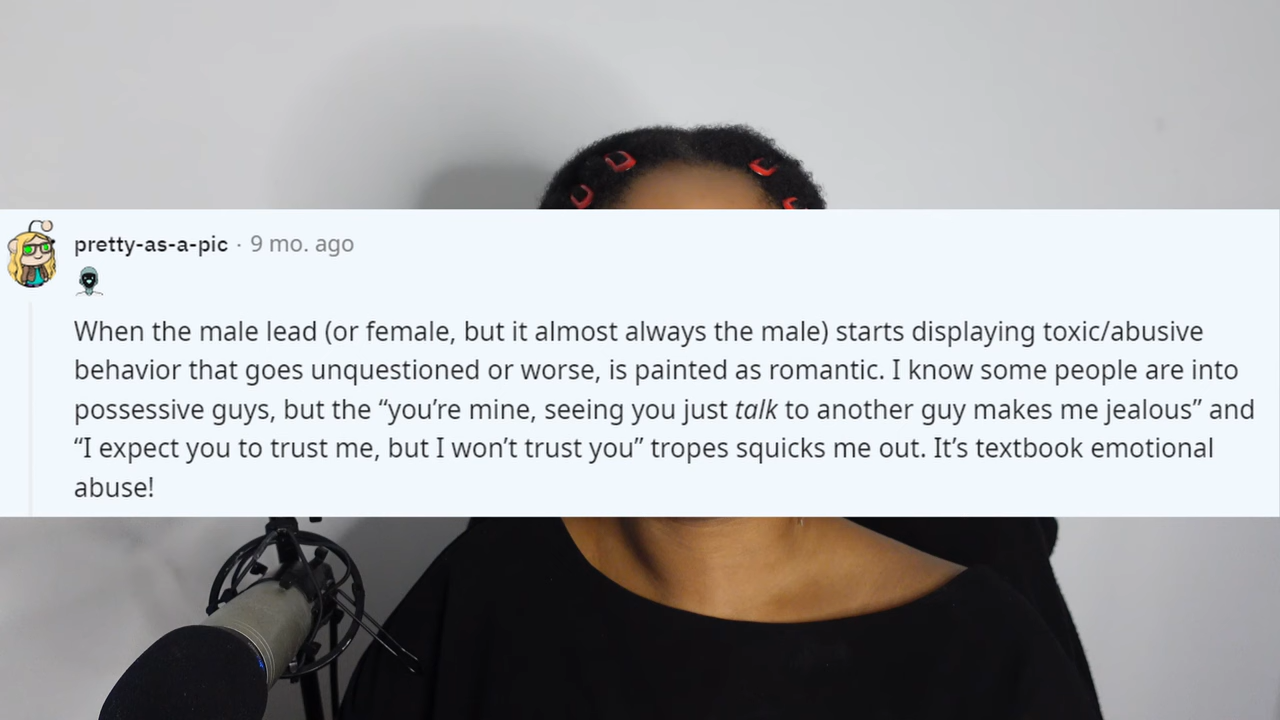 pretty-as-a-pic · 9 mo. ago
When the male lead (or female, but it almost always the male) starts displaying toxic/abusive
behavior that goes unquestioned or worse, is painted as romantic. I know some people are into
possessive guys, but the “you’re mine, seeing you just talk to another guy makes me jealous” and
“I expect you to trust me, but I won’t trust you” tropes squicks me out. It’s textbook emotional
abuse!